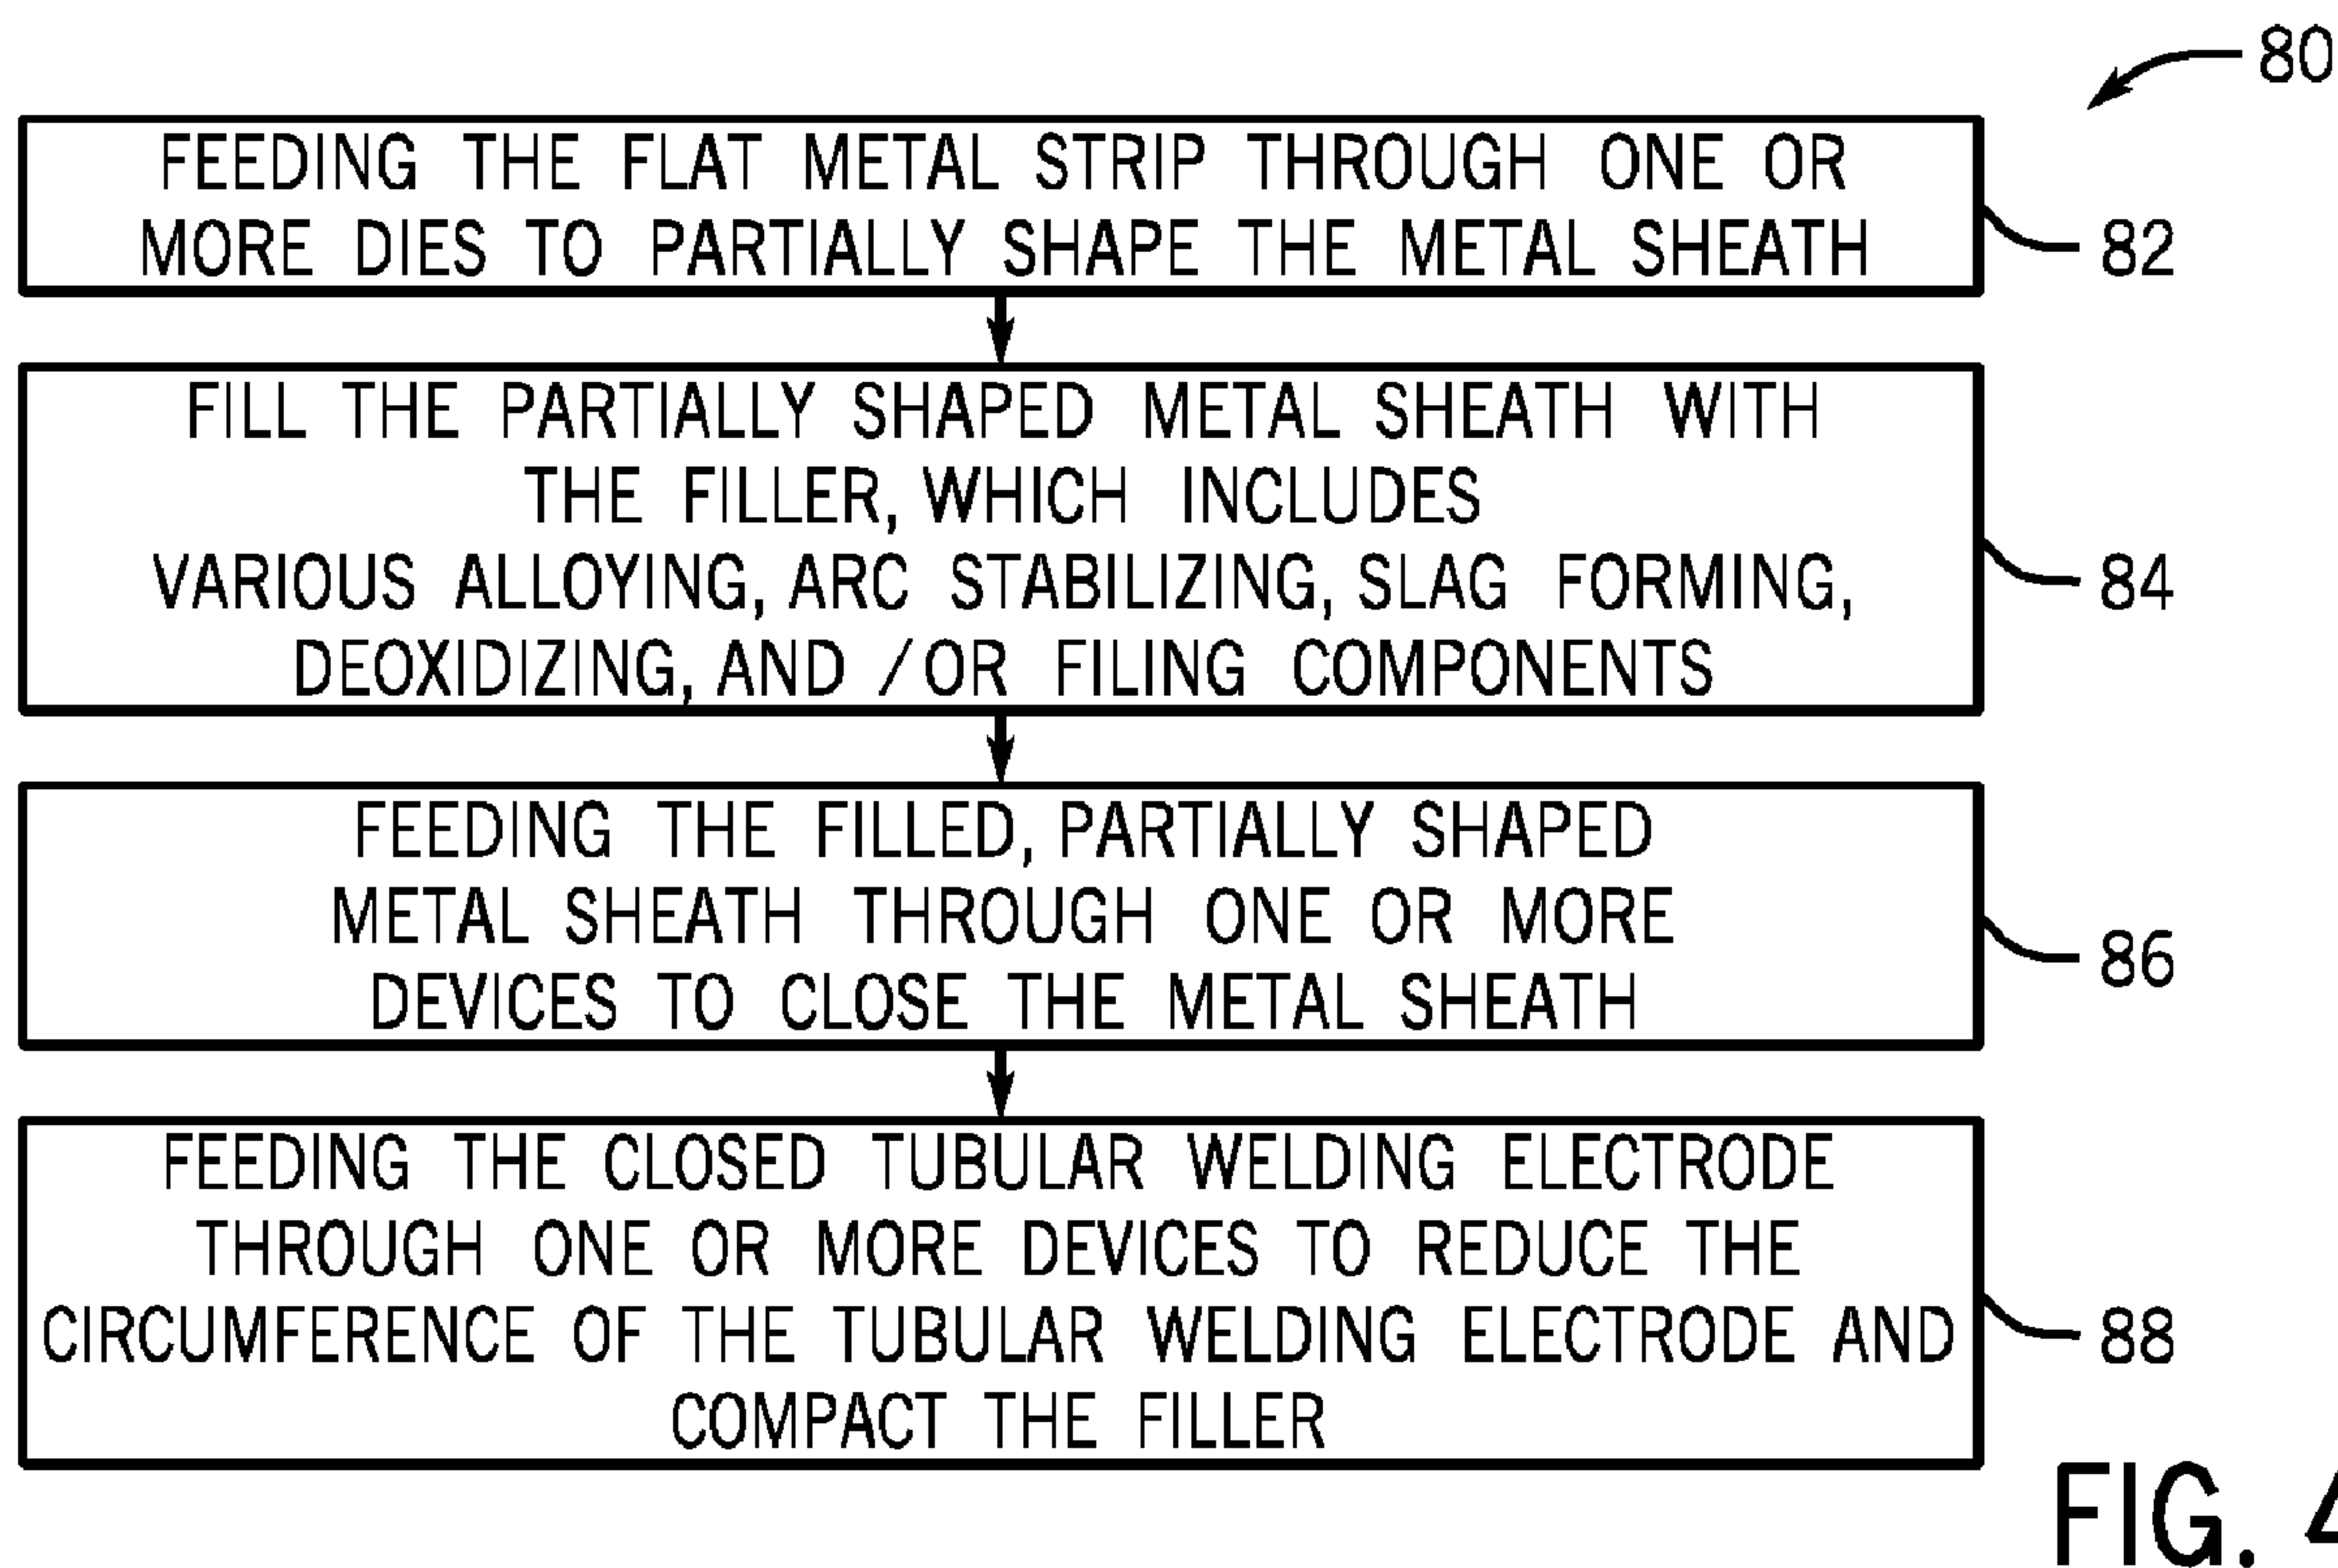 80
FEEDING THE FLAT METAL STRIP THROUGH ONE OR
MORE DIES TO PARTIALLY SHAPE THE METAL SHEATH
82
FILL THE PARTIALLY SHAPED METAL SHEATH WITH
THE FILLER, WHICH INCLUDES
VARIOUS ALLOYING, ARC STABILIZING, SLAG FORMING,
DEOXIDIZING, AND /OR FILING COMPONENTS
84
FEEDING THE FILLED, PARTIALLY SHAPED
METAL SHEATH THROUGH ONE OR MORE
DEVICES TO CLOSE THE METAL SHEATH
86
FEEDING THE CLOSED TUBULAR WELDING ELECTRODE
THROUGH ONE OR MORE DEVICES TO REDUCE THE
CIRCUMFERENCE OF THE TUBULAR WELDING ELECTRODE AND
COMPACT THE FILLER
88
FIG. 4